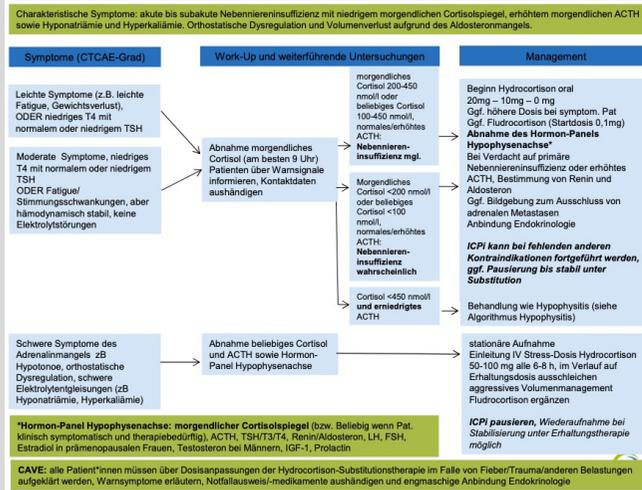 Charakteristische Symptome: akute bis subakute Nebenniereninsuffizienz mit niedrigem morgendlichen Cortisolspiegel, erhöhtem morgendlichen ACTH
sowie Hyponatriämie und Hyperkaliämie. Orthostatische Dysregulation und Volumenverlust aufgrund des Aldosteronmangels.
Symptome (CTCAE-Grad)
Work-Up und weiterführende Untersuchungen
Management
Leichte Symptome (z.B. leichte
Fatigue, Gewichtsverlust),
ODER niedriges T4 mit
normalem oder niedrigem TSH
Moderate Symptome, niedriges
T4 mit normalem oder niedrigem
TSH
ODER Fatigue/
Stimmungsschwankungen, aber
hämodynamisch stabil, keine
Elektrolytstörungen
Abnahme morgendliches
Cortisol (am besten 9 Uhr)
Patienten über Warnsignale
informieren, Kontaktdaten
aushändigen
morgendliches
Cortisol 200-450
nmol/l oder
beliebiges Cortisol
100-450 nmol/l,
normales/erhöhtes
ACTH:
Nebennieren-
insuffizienz mgl.
Morgendliches
Cortisol <200 nmol/l
oder beliebiges
Cortisol <100
nmol/l,
normales/erhöhtes
ACTH:
Nebennieren-
insuffizienz
wahrscheinlich
Cortisol <450 nmol/l
und erniedrigtes
ACTH
Beginn Hydrocortison oral
20mg – 10mg – 0 mg
Ggf. höhere Dosis bei symptom. Pat
Ggf. Fludrocortison (Startdosis 0,1mg)
Abnahme des Hormon-Panels
Hypophysenachse*
Bei Verdacht auf primäre
Nebenniereninsuffizienz oder erhöhtes
ACTH, Bestimmung von Renin und
Aldosteron
Ggf. Bildgebung zum Ausschluss von
adrenalen Metastasen
Anbindung Endokrinologie
ICPi kann bei fehlenden anderen
Kontraindikationen fortgeführt werden,
ggf. Pausierung bis stabil unter
Substitution
Behandlung wie Hypophysitis (siehe
Algorithmus Hypophysitis)
Schwere Symptome des
Adrenalinmangels zB
Hypotonoe, orthostatische
Dysregulation, schwere
Elektrolytentgleisungen (zB
Hyponatriämie, Hyperkaliämie)
Abnahme beliebiges Cortisol
und ACTH sowie Hormon-
Panel Hypophysenachse
stationäre Aufnahme
Einleitung IV Stress-Dosis Hydrocortison
50-100 mg alle 6-8 h, im Verlauf auf
Erhaltungsdosis ausschleichen
aggressives Volumenmanagement
Fludrocortison ergänzen
ICPi pausieren, Wiederaufnahme bei
Stabilisierung unter Erhaltungstherapie
möglich
*Hormon-Panel Hypophysenachse: morgendlicher Cortisolspiegel (bzw. Beliebig wenn Pat.
klinisch symptomatisch und therapiebedürftig), ACTH, TSH/T3/T4, Renin/Aldosteron, LH, FSH,
Estradiol in prämenopausalen Frauen, Testosteron bei Männern, IGF-1, Prolactin
CAVE: alle Patient*innen müssen über Dosisanpassungen der Hydrocortison-Substitutionstherapie im Falle von Fieber/Trauma/anderen Belastungen
aufgeklärt werden, Warnsymptome erläutern, Notfallausweis/-medikamente aushändigen und engmaschige Anbindung Endokrinologie